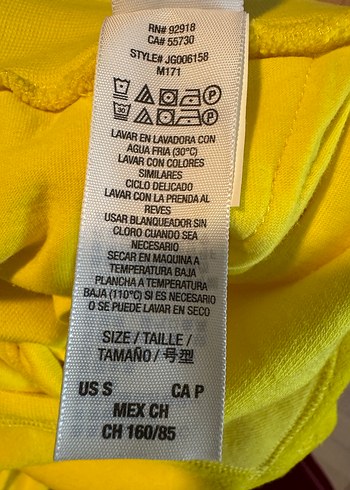 RN# 92918
CA# 55730
STYLE# JG006158
M171
P
30 P
LAVAR EN LAVADORA CON
AGUA FRIA (30°C)
LAVAR CON COLORES
SIMILARES
CICLO DELICADO
LAVAR CON LA PRENDA AL
REVES
USAR BLANQUEADOR SIN
CLORO CUANDO SEA
NECESARIO
SECAR EN MAQUINA A
TEMPERATURA BAJA
PLANCHA A TEMPERATURA
BAJA (110°C) SI ES NECESARIO
O SE PUEDE LAVAR EN SECO
SIZE / TAILLE /
TAMAÑO / 号型
US S CA P
MEX CH
CH 160/85